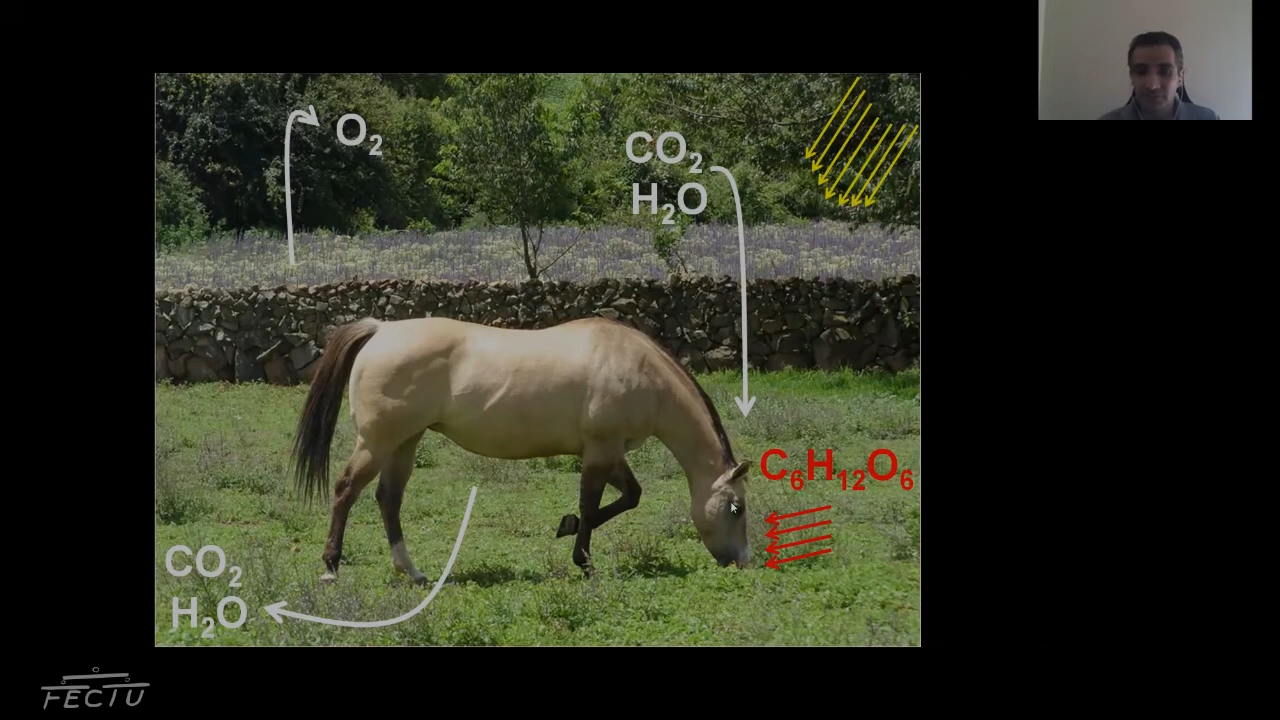 O₂
CO₂
H₂O
C₆H₁₂O₆
CO₂
H₂O
FECTU